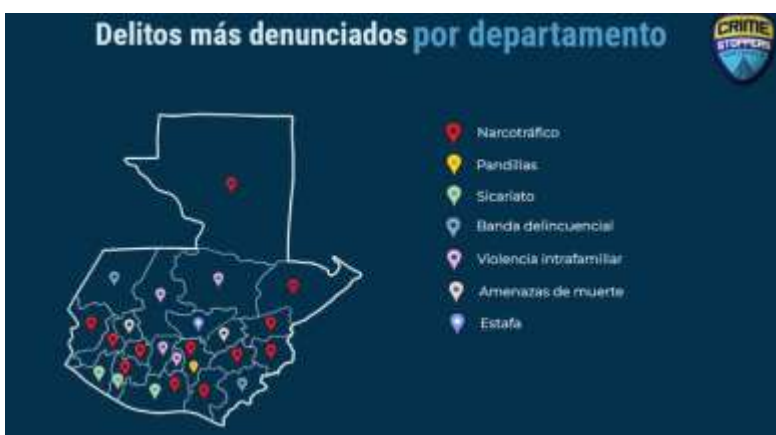 Delitos más denunciados por departamento
CRIME
STOPPERS
Narcotráfico
Pandillas
Sicariato
Banda delincuencial
Violencia intrafamiliar
Amenazas de muerte
Estafa